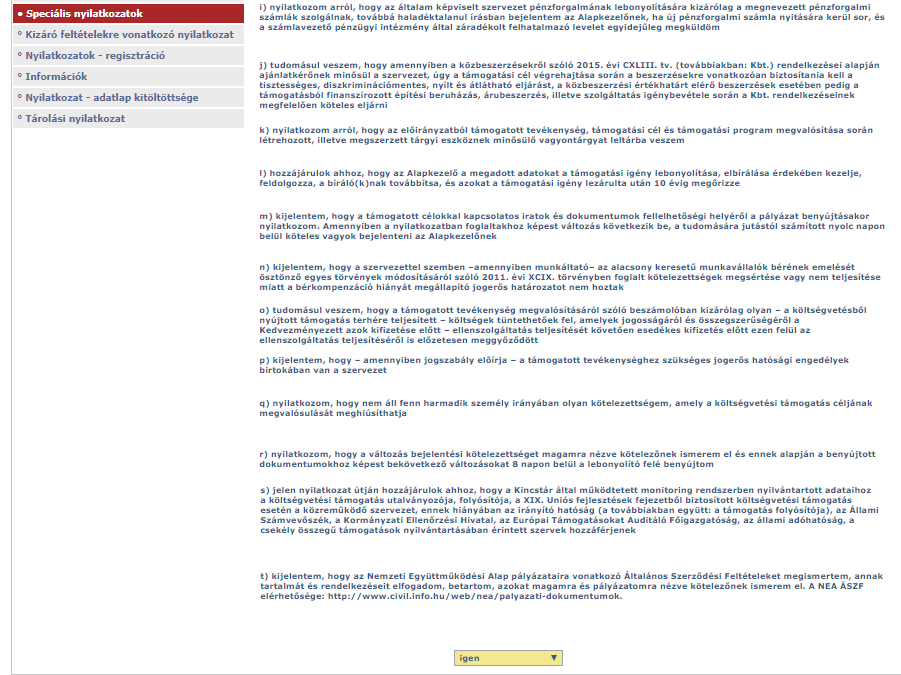 • Speciális nyilatkozatok
° Kizáró feltételekre vonatkozó nyilatkozat
° Nyilatkozatok - regisztráció
° Információk
° Nyilatkozat - adatlap kitöltöttsége
° Tárolási nyilatkozat
i) nyilatkozom arról, hogy az általam képviselt szervezet pénzforgalmának lebonyolítására kizárólag a megnevezett pénzforgalmi
számlák szolgálnak, továbbá haladéktalanul írásban bejelentem az Alapkezelőnek, ha új pénzforgalmi számla nyitására kerül sor, és
a számlavezető pénzügyi intézmény által záradékolt felhatalmazó levelet egyidejűleg megküldöm
j) tudomásul veszem, hogy amennyiben a közbeszerzésekről szóló 2015. évi CXLIII. tv. (továbbiakban: Kbt.) rendelkezései alapján
ajánlatkérőnek minősül a szervezet, úgy a támogatási cél végrehajtása során a beszerzésekre vonatkozóan biztosítania kell a
tisztességes, diszkriminációmentes, nyílt és átlátható eljárást, a közbeszerzési értékhatárt elérő beszerzések esetében pedig a
támogatásból finanszírozott építési beruházás, árubeszerzés, illetve szolgáltatás igénybevétele során a Kbt. rendelkezéseinek
megfelelően köteles eljárni
k) nyilatkozom arról, hogy az előirányzatból támogatott tevékenység, támogatási cél és támogatási program megvalósítása során
létrehozott, illetve megszerzett tárgyi eszköznek minősülő vagyontárgyat leltárba veszem
l) hozzájárulok ahhoz, hogy az Alapkezelő a megadott adatokat a támogatási igény lebonyolítása, elbírálása érdekében kezelje,
feldolgozza, a bíráló(k)nak továbbítsa, és azokat a támogatási igény lezárulta után 10 évig megőrizze
m) kijelentem, hogy a támogatott célokkal kapcsolatos iratok és dokumentumok fellelhetőségi helyéről a pályázat benyújtásakor
nyilatkozom. Amennyiben a nyilatkozatban foglaltakhoz képest változás következik be, a tudomására jutástól számított nyolc napon
belül köteles vagyok bejelenteni az Alapkezelőnek
n) kijelentem, hogy a szervezettel szemben –amennyiben munkáltató– az alacsony keresetű munkavállalók bérének emelését
ösztönző egyes törvények módosításáról szóló 2011. évi XCIX. törvényben foglalt kötelezettségek megsértése vagy nem teljesítése
miatt a bérkompenzáció hiányát megállapító jogerős határozatot nem hoztak
o) tudomásul veszem, hogy a támogatott tevékenység megvalósításáról szóló beszámolóban kizárólag olyan – a költségvetésből
nyújtott támogatás terhére teljesített – költségek tüntethetőek fel, amelyek jogosságáról és összegszerűségéről a
Kedvezményezett azok kifizetése előtt – ellenszolgáltatás teljesítését követően esedékes kifizetés előtt ezen felül az
ellenszolgáltatás teljesítéséről is előzetesen meggyőződött
p) kijelentem, hogy – amennyiben jogszabály előírja – a támogatott tevékenységhez szükséges jogerős hatósági engedélyek
birtokában van a szervezet
q) nyilatkozom, hogy nem áll fenn harmadik személy irányában olyan kötelezettségem, amely a költségvetési támogatás céljának
megvalósulását meghiúsíthatja
r) nyilatkozom, hogy a változás bejelentési kötelezettséget magamra nézve kötelezőnek ismerem el és ennek alapján a benyújtott
dokumentumokhoz képest bekövetkező változásokat 8 napon belül a lebonyolító felé benyújtom
s) jelen nyilatkozat útján hozzájárulok ahhoz, hogy a Kincstár által működtetett monitoring rendszerben nyilvántartott adataihoz
a költségvetési támogatás utalványozója, folyósítója, a XIX. Uniós fejlesztések fejezetből biztosított költségvetési támogatás
esetén a közreműködő szervezet, ennek hiányában az irányító hatóság (a továbbiakban együtt: a támogatás folyósítója), az Állami
Számvevőszék, a Kormányzati Ellenőrzési Hivatal, az Európai Támogatásokat Auditáló Főigazgatóság, az állami adóhatóság, a
csekély összegű támogatások nyilvántartásában érintett szervek hozzáférjenek
t) kijelentem, hogy az Nemzeti Együttműködési Alap pályázataira vonatkozó Általános Szerződési Feltételeket megismertem, annak
tartalmát és rendelkezéseit elfogadom, betartom, azokat magamra és pályázatomra nézve kötelezőnek ismerem el. A NEA ÁSZF
elérhetősége: http://www.civil.info.hu/web/nea/palyazati-dokumentumok.
igen